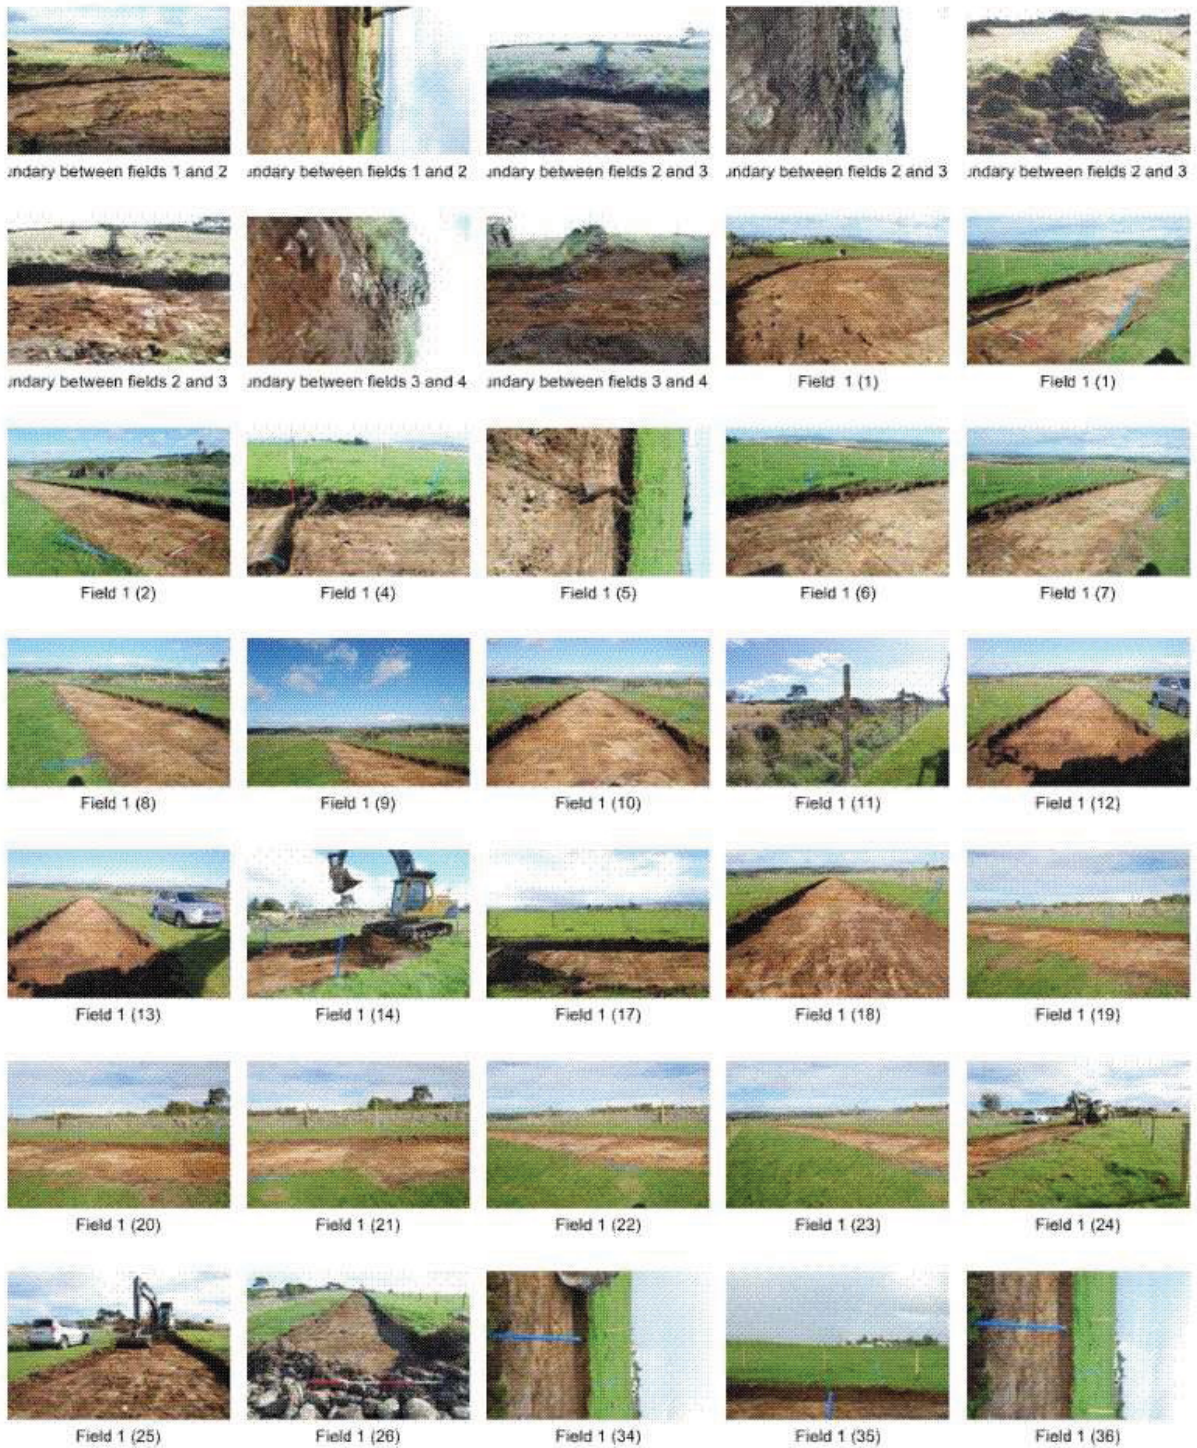 undary between fields 1 and 2 undary between fields 1 and 2 undary between fields 2 and 3 undary between fields 2 and 3 undary between fields 2 and 3
undary between fields 2 and 3 undary between fields 3 and 4 undary between fields 3 and 4 Field 1 (1) Field 1 (1)
Field 1 (2) Field 1 (4) Field 1 (5) Field 1 (6) Field 1 (7)
Field 1 (8) Field 1 (9) Field 1 (10) Field 1 (11) Field 1 (12)
Field 1 (13) Field 1 (14) Field 1 (17) Field 1 (18) Field 1 (19)
Field 1 (20) Field 1 (21) Field 1 (22) Field 1 (23) Field 1 (24)
Field 1 (25) Field 1 (26) Field 1 (34) Field 1 (35) Field 1 (36)